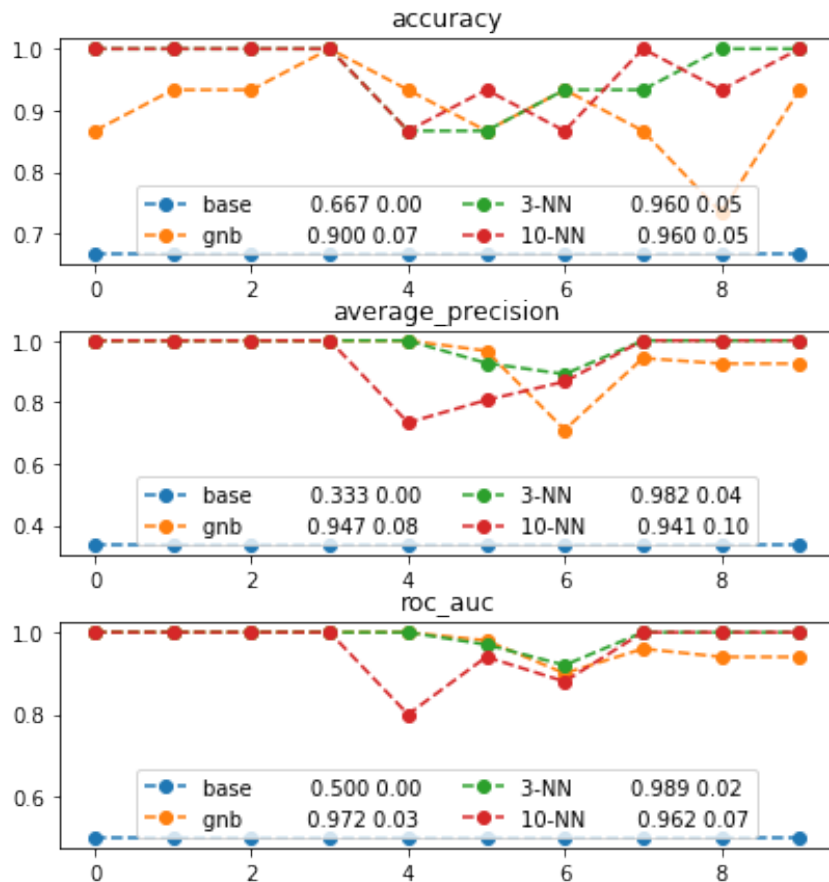 accuracy
1.0
0.9
0.8
0.7
base 0.667 0.00 3-NN 0.960 0.05
gnb 0.900 0.07 10-NN 0.960 0.05
0 2 4 6 8
average_precision
1.0
0.8
0.6
0.4
base 0.333 0.00 3-NN 0.982 0.04
gnb 0.947 0.08 10-NN 0.941 0.10
0 2 4 6 8
roc_auc
1.0
0.8
0.6
base 0.500 0.00 3-NN 0.989 0.02
gnb 0.972 0.03 10-NN 0.962 0.07
0 2 4 6 8